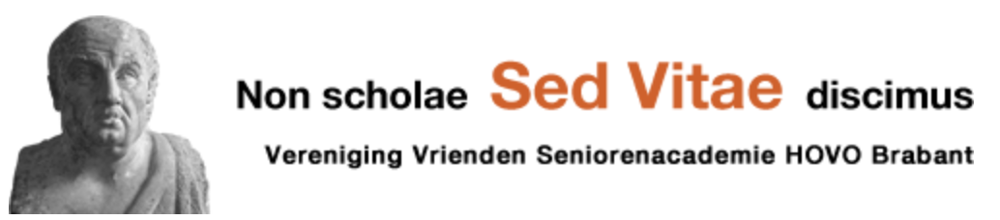 Non scholae Sed Vitae discimus
Vereniging Vrienden Seniorenacademie HOVO Brabant